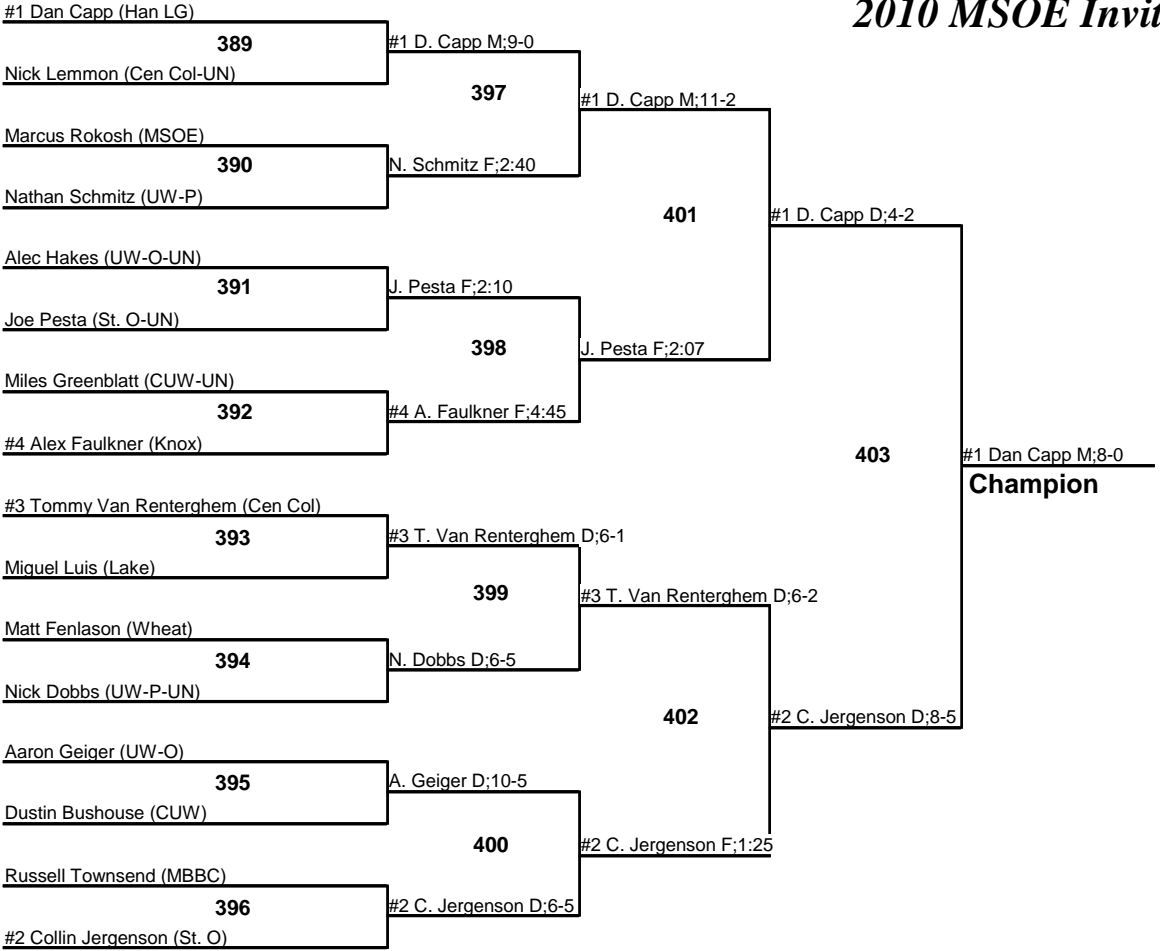 #1 Dan Capp (Han LG)
2010 MSOE Invit
389
#1 D. Capp M;9-0
Nick Lemmon (Cen Col-UN)
397
#1 D. Capp M;11-2
Marcus Rokosh (MSOE)
390
N. Schmitz F;2:40
Nathan Schmitz (UW-P)
401
#1 D. Capp D;4-2
Alec Hakes (UW-O-UN)
391
J. Pesta F;2:10
Joe Pesta (St. O-UN)
398
J. Pesta F;2:07
Miles Greenblatt (CUW-UN)
392
#4 A. Faulkner F;4:45
#4 Alex Faulkner (Knox)
403
#1 Dan Capp M;8-0
Champion
#3 Tommy Van Renterghem (Cen Col)
393
#3 T. Van Renterghem D;6-1
Miguel Luis (Lake)
399
#3 T. Van Renterghem D;6-2
Matt Fenlason (Wheat)
394
N. Dobbs D;6-5
Nick Dobbs (UW-P-UN)
402
#2 C. Jergenson D;8-5
Aaron Geiger (UW-O)
395
A. Geiger D;10-5
Dustin Bushouse (CUW)
400
#2 C. Jergenson F;1:25
Russell Townsend (MBBC)
396
#2 C. Jergenson D;6-5
#2 Collin Jergenson (St. O)